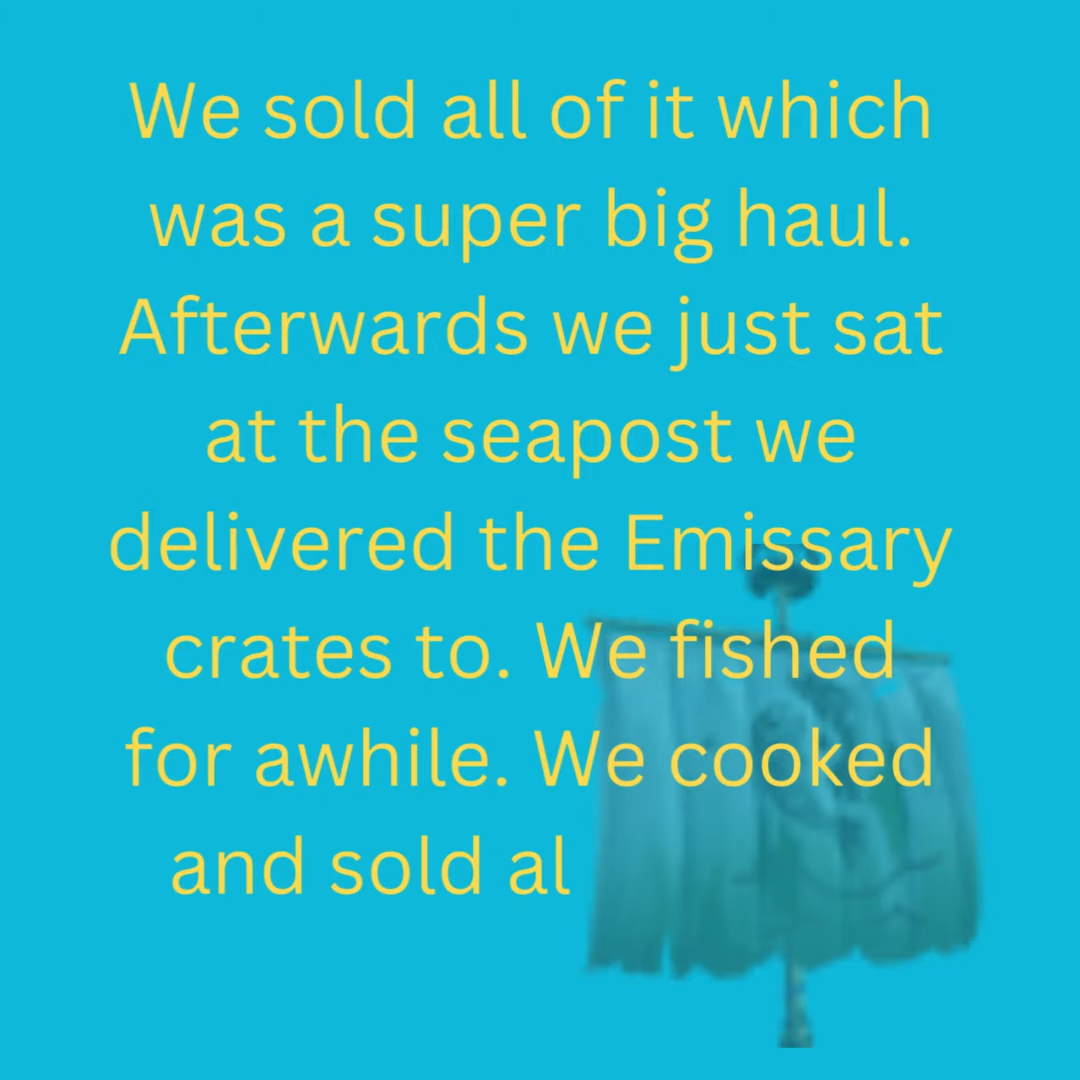 We sold all of it which
was a super big haul.
Afterwards we just sat
at the seapost we
delivered the Emissary
crates to. We fished
for awhile. We cooked
and sold al